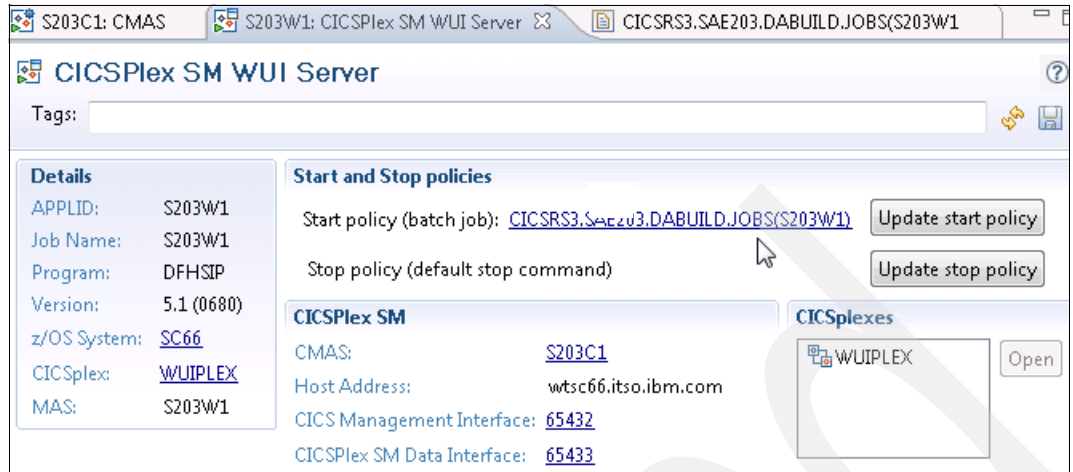 S203C1: CMAS
S203W1: CICSPlex SM WUI Server
CICSRS3.SAE203.DABUILD.JOBS(S203W1
CICSPlex SM WUI Server
Tags:
Details
APPLID: S203W1
Job Name: S203W1
Program: DFHSIP
Version: 5.1 (0680)
z/OS System: SC66
CICSplex: WUIPLEX
MAS: S203W1
Start and Stop policies
Start policy (batch job): CICSRS3.SAE203.DABUILD.JOBS(S203W1) Update start policy
Stop policy (default stop command) Update stop policy
CICSPlex SM
CMAS: S203C1
Host Address: wtsc66.itso.ibm.com
CICS Management Interface: 65432
CICSPlex SM Data Interface: 65433
CICSplexes
WUIPLEX
Open